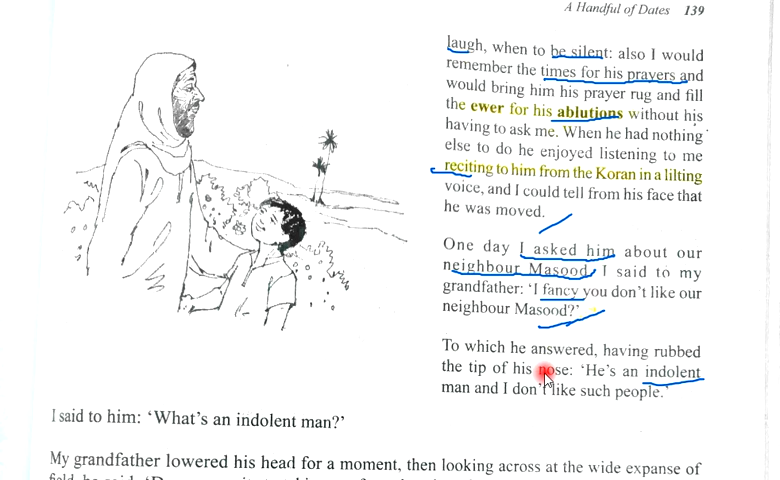 A Handful of Dates 139
laugh, when to be silent: also I would
remember the times for his prayers and
would bring him his prayer rug and fill
the ewer for his ablutions without his
having to ask me. When he had nothing
else to do he enjoyed listening to me
reciting to him from the Koran in a lilting
voice, and I could tell from his face that
he was moved.
One day I asked him about our
neighbour Masood. I said to my
grandfather: ‘I fancy you don’t like our
neighbour Masood?’
To which he answered, having rubbed
the tip of his nose: ‘He’s an indolent
man and I don’t like such people.’
I said to him: ‘What’s an indolent man?’
My grandfather lowered his head for a moment, then looking across at the wide expanse of